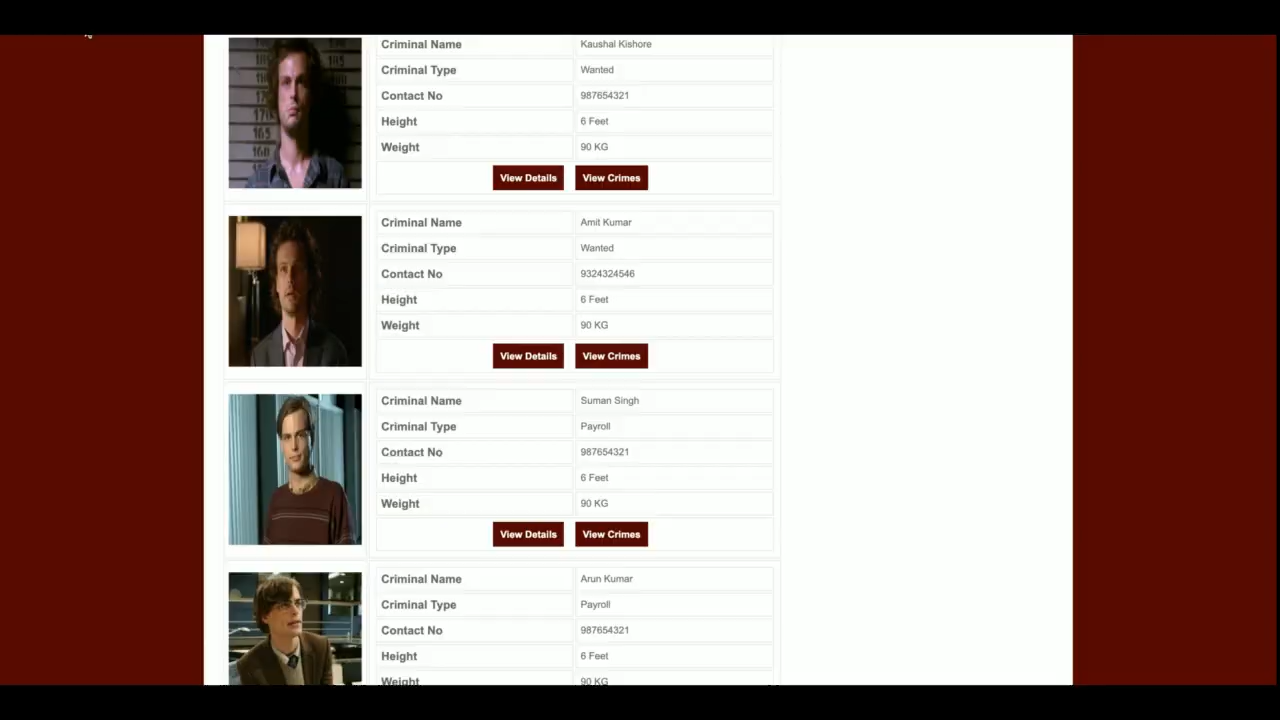 Criminal Name Kaushal Kishore
Criminal Type Wanted
Contact No 987654321
Height 6 Feet
Weight 90 KG
View Details View Crimes
Criminal Name Amit Kumar
Criminal Type Wanted
Contact No 9324324546
Height 6 Feet
Weight 90 KG
View Details View Crimes
Criminal Name Suman Singh
Criminal Type Payroll
Contact No 987654321
Height 6 Feet
Weight 90 KG
View Details View Crimes
Criminal Name Arun Kumar
Criminal Type Payroll
Contact No 987654321
Height 6 Feet
Weight 90 KG